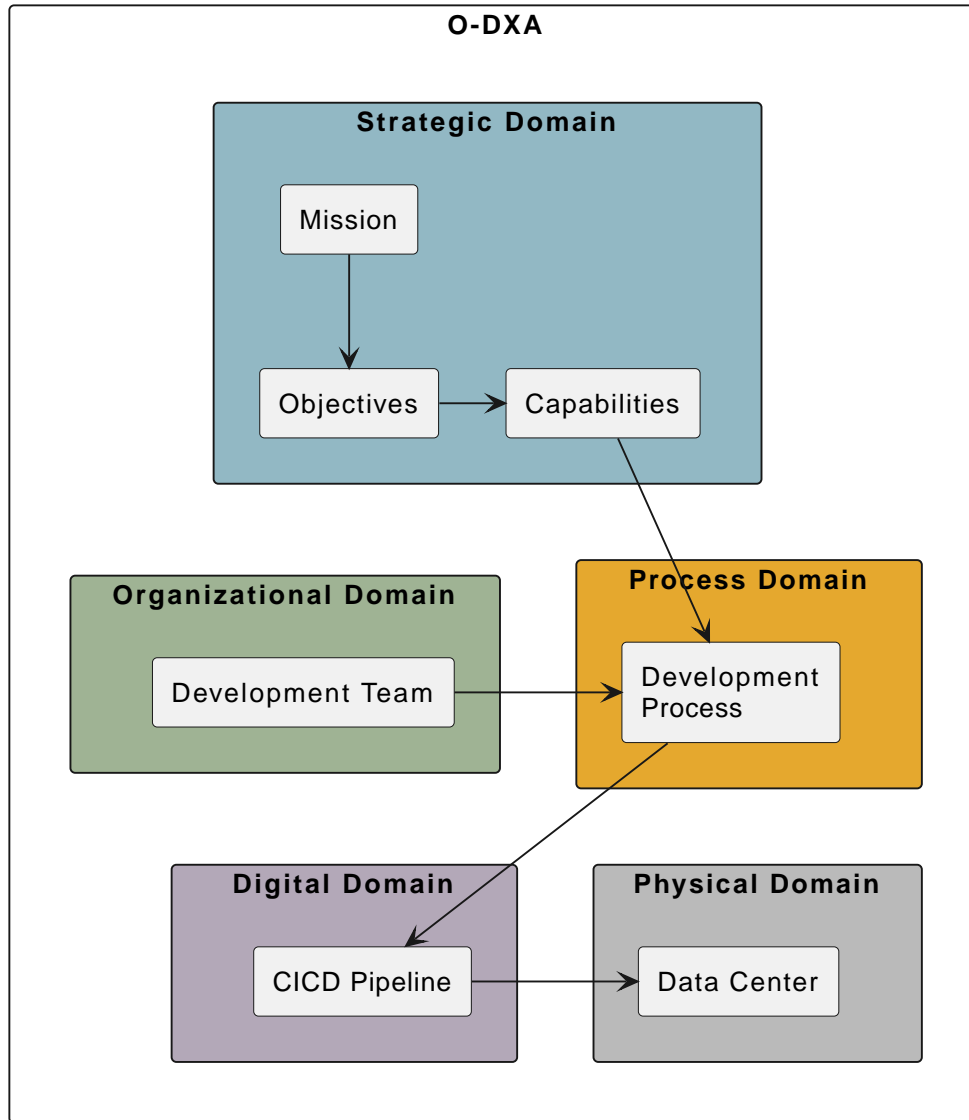 O-DXA
Strategic Domain
Mission
Objectives
Capabilities
Organizational Domain
Development Team
Process Domain
Development
Process
Digital Domain
CICD Pipeline
Physical Domain
Data Center